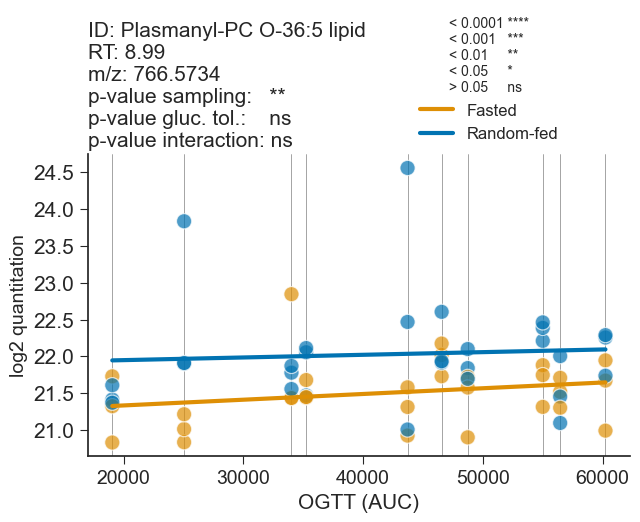 ID: Plasmanyl-PC O-36:5 lipid
RT: 8.99
m/z: 766.5734
p-value sampling: **
p-value gluc. tol.: ns
p-value interaction: ns
< 0.0001 ****
< 0.001 ***
< 0.01 **
< 0.05 *
> 0.05 ns
Fasted
Random-fed
24.5
24.0
23.5
23.0
22.5
22.0
21.5
21.0
log2 quantitation
20000
30000
40000
50000
60000
OGTT (AUC)